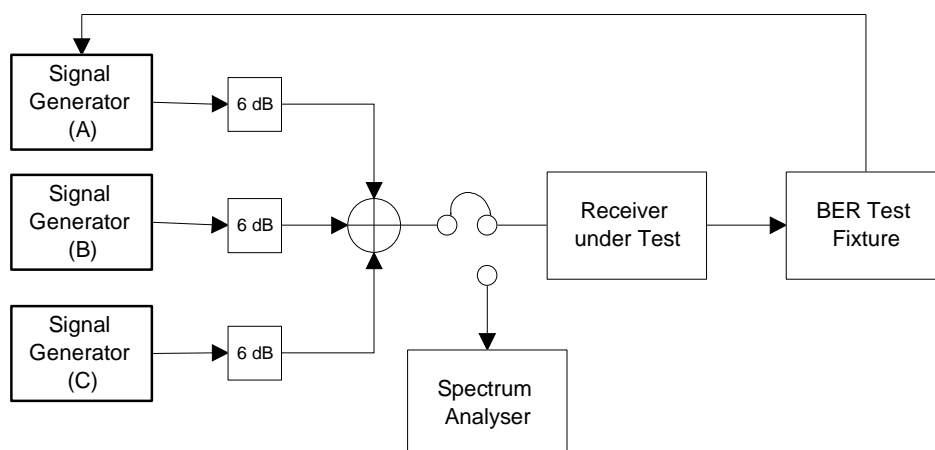 Signal
Generator
(A)
6 dB
Signal
Generator
(B)
6 dB
Receiver
under Test
BER Test
Fixture
Signal
Generator
(C)
6 dB
Spectrum
Analyser